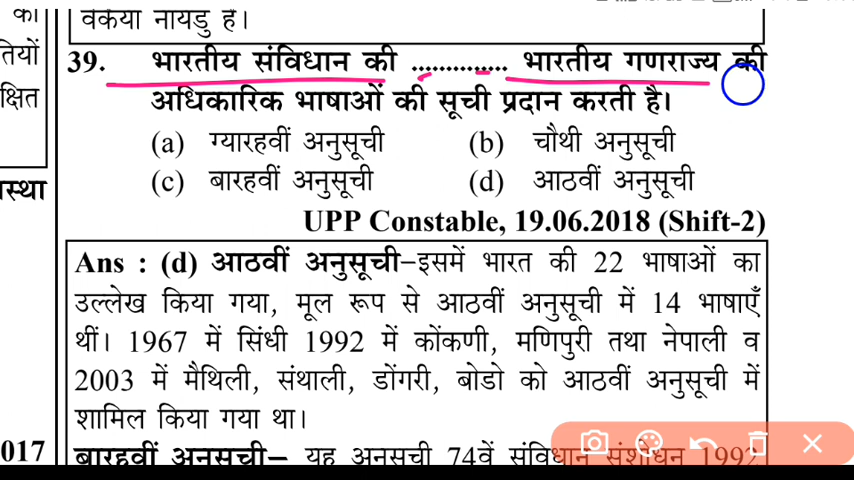 को
तियों
क्षित
स्था
017
वेंकैया नायडु हैं।
39. भारतीय संविधान की ............... भारतीय गणराज्य की
अधिकारिक भाषाओं की सूची प्रदान करती है।
(a) ग्यारहवीं अनुसूची (b) चौथी अनुसूची
(c) बारहवीं अनुसूची (d) आठवीं अनुसूची
UPP Constable, 19.06.2018 (Shift-2)
Ans : (d) आठवीं अनुसूची–इसमें भारत की 22 भाषाओं का
उल्लेख किया गया, मूल रूप से आठवीं अनुसूची में 14 भाषाएँ
थीं। 1967 में सिंधी 1992 में कोंकणी, मणिपुरी तथा नेपाली व
2003 में मैथिली, संथाली, डोंगरी, बोडो को आठवीं अनुसूची में
शामिल किया गया था।
बारहवीं अनुसूची– यह अनुसूची 74वें संविधान संशोधन 1992